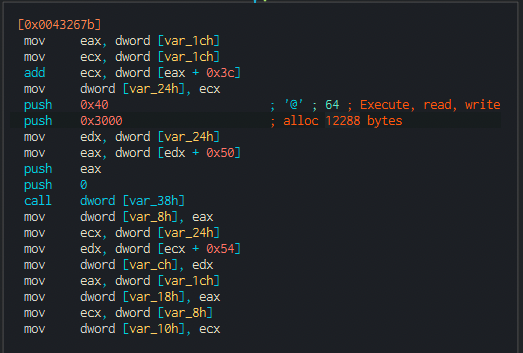 [0x0043267b]
mov eax, dword [var_1ch]
mov ecx, dword [var_1ch]
add ecx, dword [eax + 0x3c]
mov dword [var_24h], ecx
push 0x40 ; '@' ; 64 ; Execute, read, write
push 0x3000 ; alloc 12288 bytes
mov edx, dword [var_24h]
mov eax, dword [edx + 0x50]
push eax
push 0
call dword [var_38h]
mov dword [var_8h], eax
mov ecx, dword [var_24h]
mov edx, dword [ecx + 0x54]
mov dword [var_ch], edx
mov eax, dword [var_1ch]
mov dword [var_18h], eax
mov ecx, dword [var_8h]
mov dword [var_10h], ecx